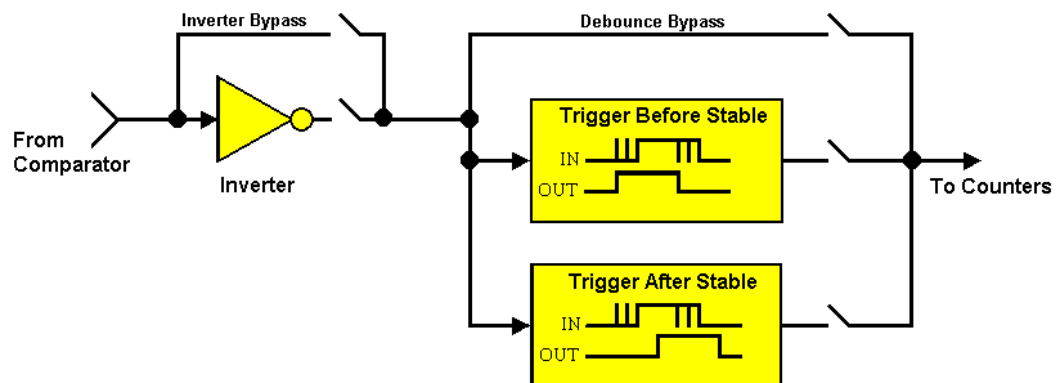 Inverter Bypass
Debounce Bypass
From
Comparator
Inverter
Trigger Before Stable
IN
OUT
To Counters
Trigger After Stable
IN
OUT